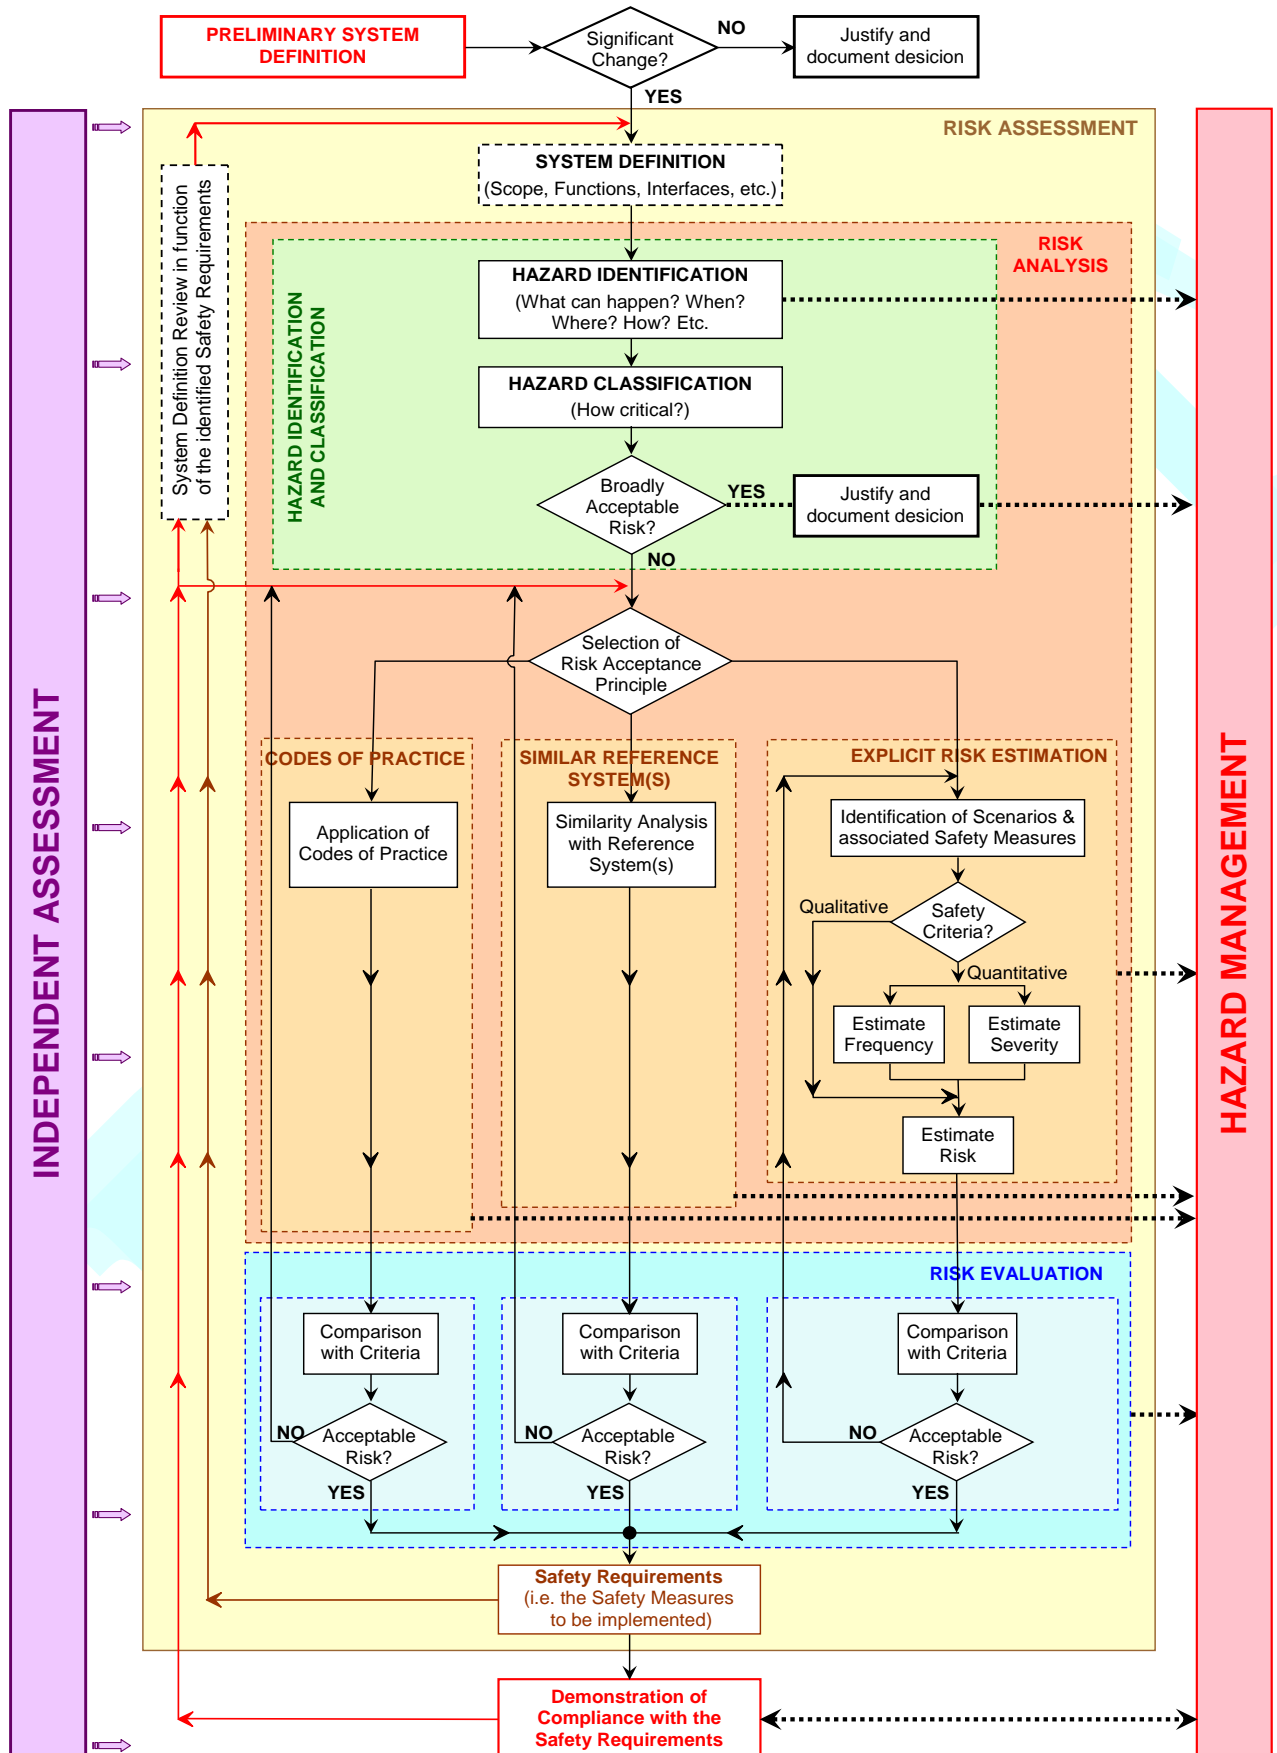 PRELIMINARY SYSTEM
DEFINITION
Significant
Change?
NO
Justify and
document desicion
YES
RISK ASSESSMENT
SYSTEM DEFINITION
(Scope, Functions, Interfaces, etc.)
System Definition Review in function
of the identified Safety Requirements
RISK
ANALYSIS
HAZARD IDENTIFICATION
AND CLASSIFICATION
HAZARD IDENTIFICATION
(What can happen? When?
Where? How? Etc.
HAZARD CLASSIFICATION
(How critical?)
Broadly
Acceptable
Risk?
YES
Justify and
document desicion
NO
Selection of
Risk Acceptance
Principle
INDEPENDENT ASSESSMENT
HAZARD MANAGEMENT
CODES OF PRACTICE
Application of
Codes of Practice
SIMILAR REFERENCE
SYSTEM(S)
Similarity Analysis
with Reference
System(s)
EXPLICIT RISK ESTIMATION
Identification of Scenarios &
associated Safety Measures
Qualitative
Safety
Criteria?
Quantitative
Estimate
Frequency
Estimate
Severity
Estimate
Risk
RISK EVALUATION
Comparison
with Criteria
Comparison
with Criteria
Comparison
with Criteria
NO
Acceptable
Risk?
YES
NO
Acceptable
Risk?
YES
NO
Acceptable
Risk?
YES
Safety Requirements
(i.e. the Safety Measures
to be implemented)
Demonstration of
Compliance with the
Safety Requirements